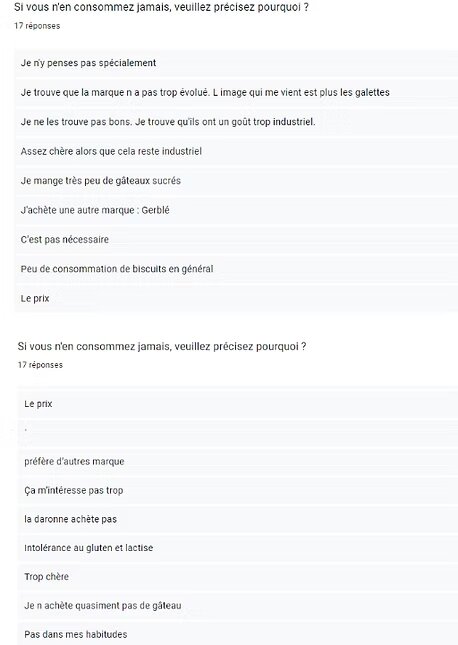 Si vous n'en consommez jamais, veuillez précisez pourquoi ?
17 réponses
Je n'y penses pas spécialement
Je trouve que la marque n a pas trop évolué. L image qui me vient est plus les galettes
Je ne les trouve pas bons. Je trouve qu'ils ont un goût trop industriel.
Assez chère alors que cela reste industriel
Je mange très peu de gâteaux sucrés
J'achète une autre marque : Gerblé
C'est pas nécessaire
Peu de consommation de biscuits en général
Le prix
Si vous n'en consommez jamais, veuillez précisez pourquoi ?
17 réponses
Le prix
.
préfère d'autres marque
Ça m'intéresse pas trop
la daronne achète pas
Intolérance au gluten et lactise
Trop chère
Je n achète quasiment pas de gâteau
Pas dans mes habitudes